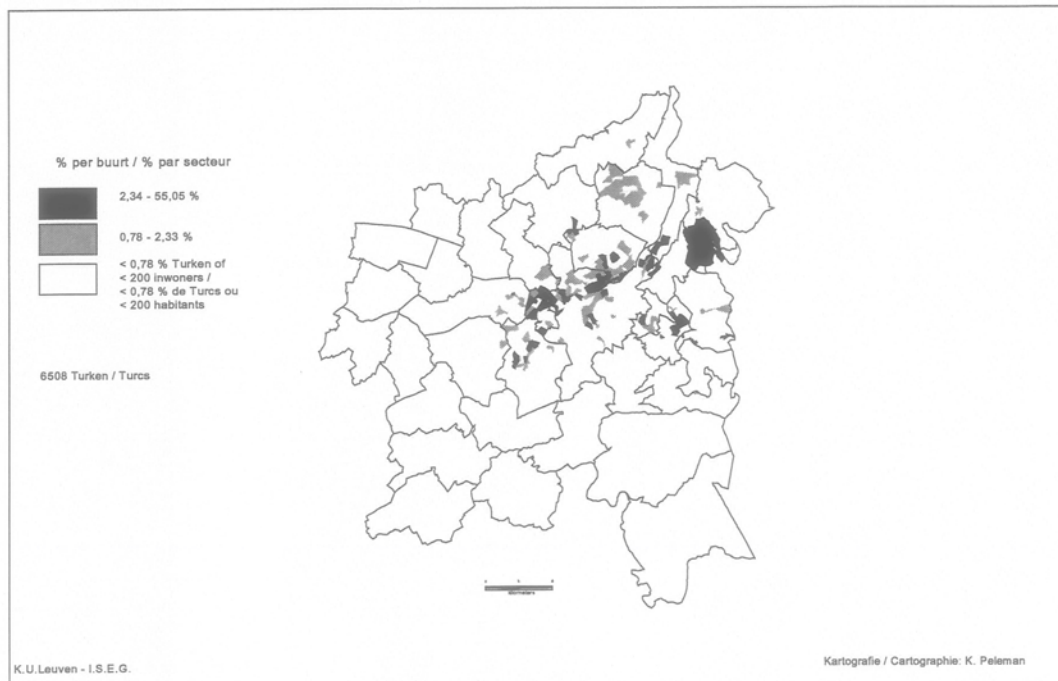 % per buurt / % par secteur
2,34 - 55,05 %
0,78 - 2,33 %
< 0,78 % Turken of
< 200 inwoners /
< 0,78 % de Turcs ou
< 200 habitants
6508 Turken / Turcs
K.U.Leuven - I.S.E.G.
Kartografie / Cartographie: K. Peleman